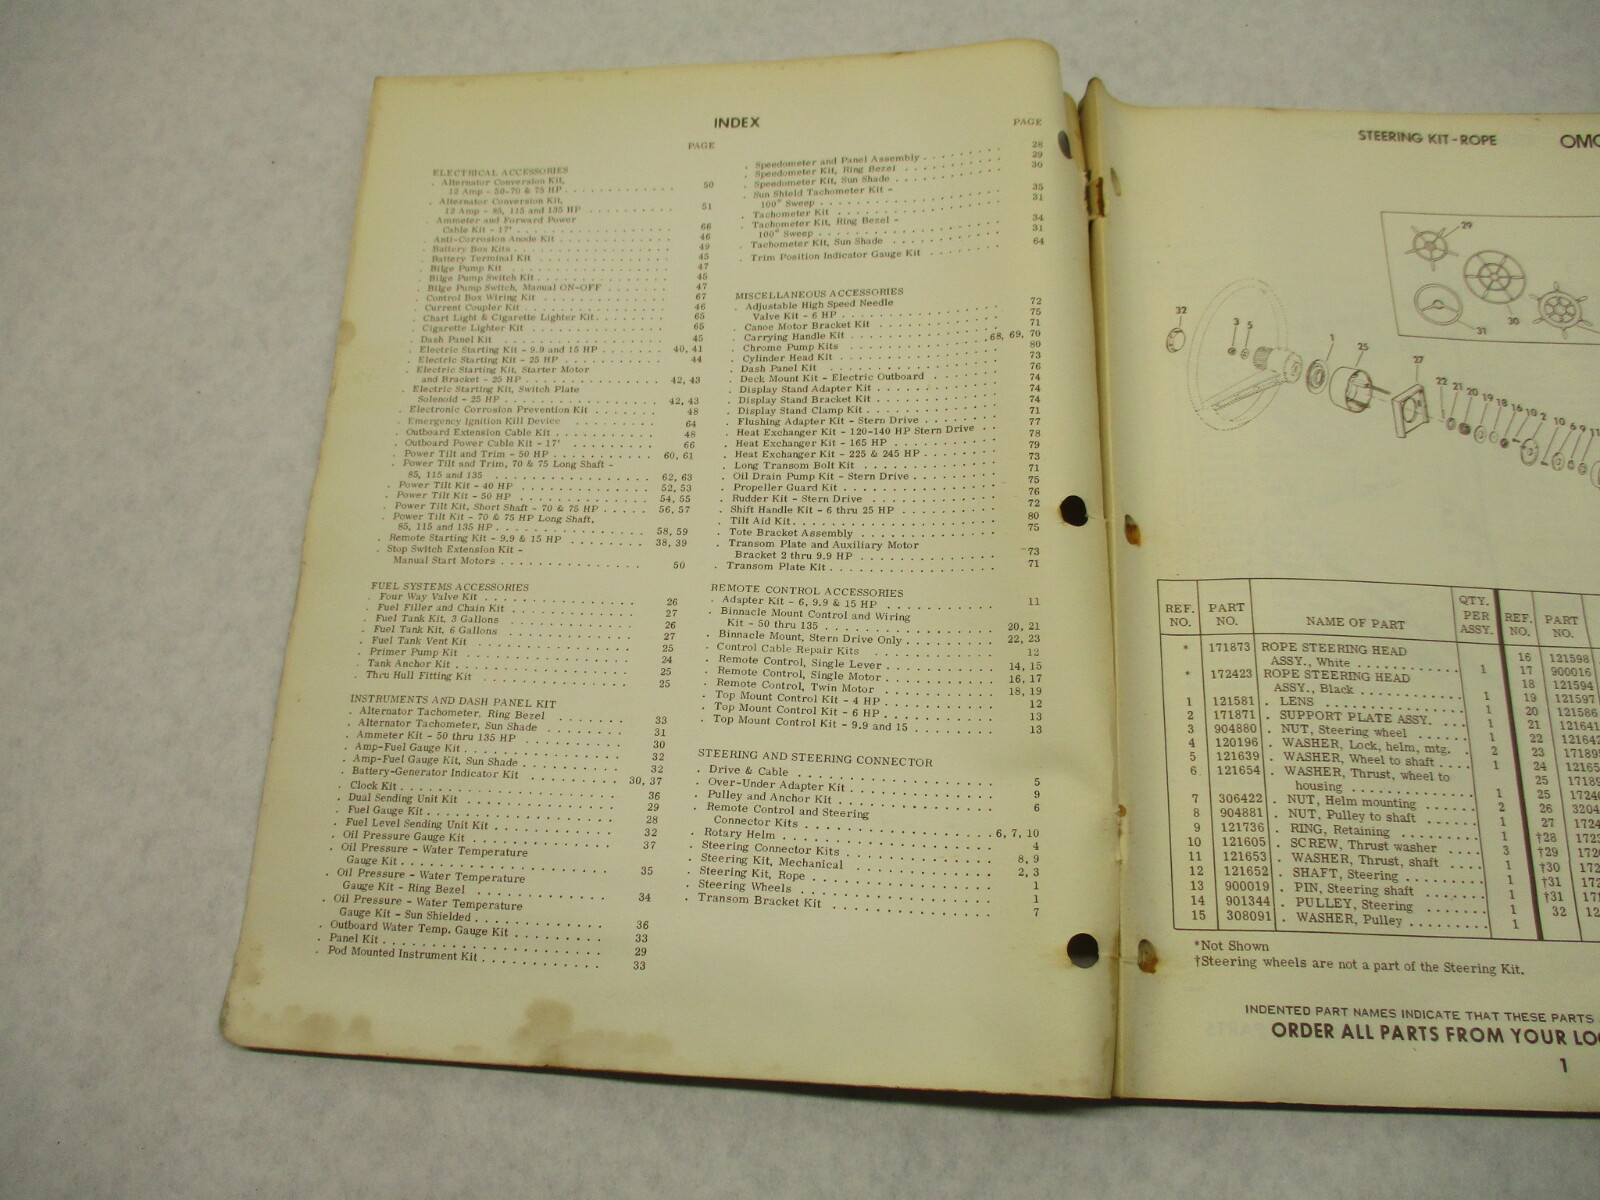 INDEX
PAGE
ELECTRICAL ACCESSORIES
. Alternator Conversion Kit,
12 Amp - 50-70 & 75 HP . . . . . . . . . . . . 50
. Alternator Conversion Kit,
12 Amp - 85, 115 and 135 HP . . . . . . . . . . 51
. Ammeter and Forward Power
Cable Kit - 17' . . . . . . . . . . 66
. Anti-Corrosion Anode Kit . . . . . . . . . . 46
. Battery Box Kits . . . . . . . . . . 49
. Battery Terminal Kit . . . . . . . . . . 45
. Bilge Pump Kit . . . . . . . . . . 47
. Bilge Pump Switch Kit . . . . . . . . . . 45
. Bilge Pump Switch, Manual ON-OFF . . . . . . . 47
. Control Box Wiring Kit . . . . . . . . . . 67
. Current Coupler Kit . . . . . . . . . . 46
. Chart Light & Cigarette Lighter Kit . . . . . . . 65
. Cigarette Lighter Kit . . . . . . . . . . 65
. Dash Panel Kit . . . . . . . . . . 45
. Electric Starting Kit - 9.9 and 15 HP . . . . . . . 40, 41
. Electric Starting Kit - 25 HP . . . . . . . . . . 44
. Electric Starting Kit, Starter Motor
and Bracket - 25 HP . . . . . . . . . . 42, 43
. Electric Starting Kit, Switch Plate
Solenoid - 25 HP . . . . . . . . . . 42, 43
. Electronic Corrosion Prevention Kit . . . . . . 48
. Emergency Ignition Kill Device . . . . . . . 64
. Outboard Extension Cable Kit . . . . . . . . . . 48
. Outboard Power Cable Kit - 17' . . . . . . . . . . 66
. Power Tilt and Trim - 50 HP . . . . . . . . . . 60, 61
. Power Tilt and Trim, 70 & 75 Long Shaft -
85, 115 and 135 . . . . . . . . . . 62, 63
. Power Tilt Kit - 40 HP . . . . . . . . . . 52, 53
. Power Tilt Kit - 50 HP . . . . . . . . . . 54, 55
. Power Tilt Kit, Short Shaft - 70 & 75 HP . . . . . 56, 57
. Power Tilt Kit - 70 & 75 HP Long Shaft,
85, 115 and 135 HP . . . . . . . . . . 58, 59
. Remote Starting Kit - 9.9 & 15 HP . . . . . . . . 38, 39
. Stop Switch Extension Kit -
Manual Start Motors . . . . . . . . . . 50
FUEL SYSTEMS ACCESSORIES
. Four Way Valve Kit . . . . . . . . . . 26
. Fuel Filler and Chain Kit . . . . . . . . . . 27
. Fuel Tank Kit, 3 Gallons . . . . . . . . . . 26
. Fuel Tank Kit, 6 Gallons . . . . . . . . . . 27
. Fuel Tank Vent Kit . . . . . . . . . . 25
. Primer Pump Kit . . . . . . . . . . 24
. Tank Anchor Kit . . . . . . . . . . 25
. Thru Hull Fitting Kit . . . . . . . . . . 25
INSTRUMENTS AND DASH PANEL KIT
. Alternator Tachometer, Ring Bezel . . . . . . . 33
. Alternator Tachometer, Sun Shade . . . . . . . 31
. Ammeter Kit - 50 thru 135 HP . . . . . . . . . . 30
. Amp-Fuel Gauge Kit . . . . . . . . . . 32
. Amp-Fuel Gauge Kit, Sun Shade . . . . . . . . . . 32
. Battery-Generator Indicator Kit . . . . . . . . . 30, 37
. Clock Kit . . . . . . . . . . 36
. Dual Sending Unit Kit . . . . . . . . . . 29
. Fuel Gauge Kit . . . . . . . . . . 28
. Fuel Level Sending Unit Kit . . . . . . . . . . 32
. Oil Pressure Gauge Kit . . . . . . . . . . 37
. Oil Pressure - Water Temperature
Gauge Kit . . . . . . . . . . 35
. Oil Pressure - Water Temperature
Gauge Kit - Ring Bezel . . . . . . . . . . 34
. Oil Pressure - Water Temperature
Gauge Kit - Sun Shielded . . . . . . . . . . 36
. Outboard Water Temp. Gauge Kit . . . . . . . . . 33
. Panel Kit . . . . . . . . . . 29
. Pod Mounted Instrument Kit . . . . . . . . . . 33
PAGE
. Speedometer and Panel Assembly . . . . . . . . 28
. Speedometer Kit, Ring Bezel . . . . . . . . . . 29
. Speedometer Kit, Sun Shade . . . . . . . . . . 30
. Sun Shield Tachometer Kit -
100° Sweep . . . . . . . . . . 35
. Tachometer Kit . . . . . . . . . . 31
. Tachometer Kit, Ring Bezel -
100° Sweep . . . . . . . . . . 34
. Tachometer Kit, Sun Shade . . . . . . . . . . 31
. Trim Position Indicator Gauge Kit . . . . . . . 64
MISCELLANEOUS ACCESSORIES
. Adjustable High Speed Needle
Valve Kit - 6 HP . . . . . . . . . . 72
. Canoe Motor Bracket Kit . . . . . . . . . . 75
. Carrying Handle Kit . . . . . . . . . . 71
. Chrome Pump Kits . . . . . . . . . . 68, 69, 70
. Cylinder Head Kit . . . . . . . . . . 80
. Dash Panel Kit . . . . . . . . . . 73
. Deck Mount Kit - Electric Outboard . . . . . . . 76
. Display Stand Adapter Kit . . . . . . . . . . 74
. Display Stand Bracket Kit . . . . . . . . . . 74
. Display Stand Clamp Kit . . . . . . . . . . 74
. Flushing Adapter Kit - Stern Drive . . . . . . . 71
. Heat Exchanger Kit - 120-140 HP Stern Drive . . 77
. Heat Exchanger Kit - 165 HP . . . . . . . . . . 78
. Heat Exchanger Kit - 225 & 245 HP . . . . . . . 79
. Long Transom Bolt Kit . . . . . . . . . . 73
. Oil Drain Pump Kit - Stern Drive . . . . . . . . 71
. Propeller Guard Kit . . . . . . . . . . 75
. Rudder Kit - Stern Drive . . . . . . . . . . 76
. Shift Handle Kit - 6 thru 25 HP . . . . . . . . . . 72
. Tilt Aid Kit . . . . . . . . . . 80
. Tote Bracket Assembly . . . . . . . . . . 75
. Transom Plate and Auxiliary Motor
Bracket 2 thru 9.9 HP . . . . . . . . . . 73
. Transom Plate Kit . . . . . . . . . . 71
REMOTE CONTROL ACCESSORIES
. Adapter Kit - 6, 9.9 & 15 HP . . . . . . . . . . 11
. Binnacle Mount Control and Wiring
Kit - 50 thru 135 . . . . . . . . . . 20, 21
. Binnacle Mount, Stern Drive Only . . . . . . . . 22, 23
. Control Cable Repair Kits . . . . . . . . . . 12
. Remote Control, Single Lever . . . . . . . . . . 14, 15
. Remote Control, Single Motor . . . . . . . . . . 16, 17
. Remote Control, Twin Motor . . . . . . . . . . 18, 19
. Top Mount Control Kit - 4 HP . . . . . . . . . . 12
. Top Mount Control Kit - 6 HP . . . . . . . . . . 13
. Top Mount Control Kit - 9.9 and 15 . . . . . . . 13
STEERING AND STEERING CONNECTOR
. Drive & Cable . . . . . . . . . . 5
. Over-Under Adapter Kit . . . . . . . . . . 9
. Pulley and Anchor Kit . . . . . . . . . . 6
. Remote Control and Steering
Connector Kits . . . . . . . . . . 6, 7, 10
. Rotary Helm . . . . . . . . . . 4
. Steering Connector Kits . . . . . . . . . . 8, 9
. Steering Kit, Mechanical . . . . . . . . . . 2, 3
. Steering Kit, Rope . . . . . . . . . . 1
. Steering Wheels . . . . . . . . . . 1
. Transom Bracket Kit . . . . . . . . . . 7
STEERING KIT - ROPE OMC
29
30
31
32 3 5 1 25 27 22 21 20 19 18 16 10 2 10 6 9 11
REF. NO. PART NO. NAME OF PART QTY. PER ASSY. REF. NO. PART NO.
* 171873 ROPE STEERING HEAD
ASSY., White . . . . . . . . . . 1 16 121598
* 172423 ROPE STEERING HEAD 17 900016
ASSY., Black . . . . . . . . . . 1 18 121594
1 121581 . LENS . . . . . . . . . . 1 19 121597
2 171871 . SUPPORT PLATE ASSY. . . . 1 20 121586
3 904880 . NUT, Steering wheel . . . . . 1 21 121641
4 120196 . WASHER, Lock, helm, mtg. . 2 22 12164
5 121639 . WASHER, Wheel to shaft . . . . 1 23 17189
6 121654 . WASHER, Thrust, wheel to 24 12165
housing . . . . . . . . . . 1 25 17189
7 306422 . NUT, Helm mounting . . . . . . 2 25 1724
8 904881 . NUT, Pulley to shaft . . . . . 1 26 3204
9 121736 . RING, Retaining . . . . . . . . 1 27 1724
10 121605 . SCREW, Thrust washer . . . . 3 †28 172
11 121653 . WASHER, Thrust, shaft . . . . 1 †29 172
12 121652 . SHAFT, Steering . . . . . . . . 1 †30 172
13 900019 . PIN, Steering shaft . . . . . . 1 †31 172
14 901344 . PULLEY, Steering . . . . . . . 1 †31 171
15 308091 . WASHER, Pulley . . . . . . . . . 1 32 12
*Not Shown
†Steering wheels are not a part of the Steering Kit.
INDENTED PART NAMES INDICATE THAT THESE PARTS
ORDER ALL PARTS FROM YOUR LO
1